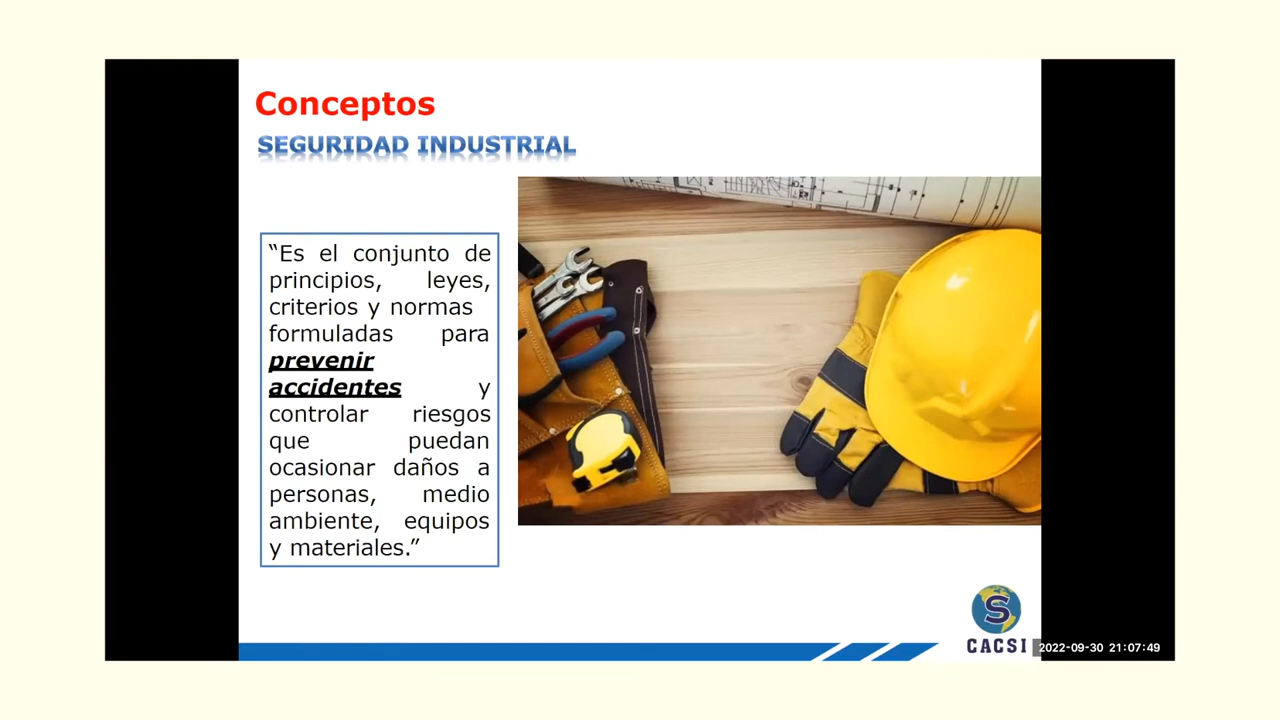 Conceptos
SEGURIDAD INDUSTRIAL
“Es el conjunto de
principios, leyes,
criterios y normas
formuladas para
prevenir
accidentes y
controlar riesgos
que puedan
ocasionar daños a
personas, medio
ambiente, equipos
y materiales.”
S
CACSI
2022-09-30 21:07:49